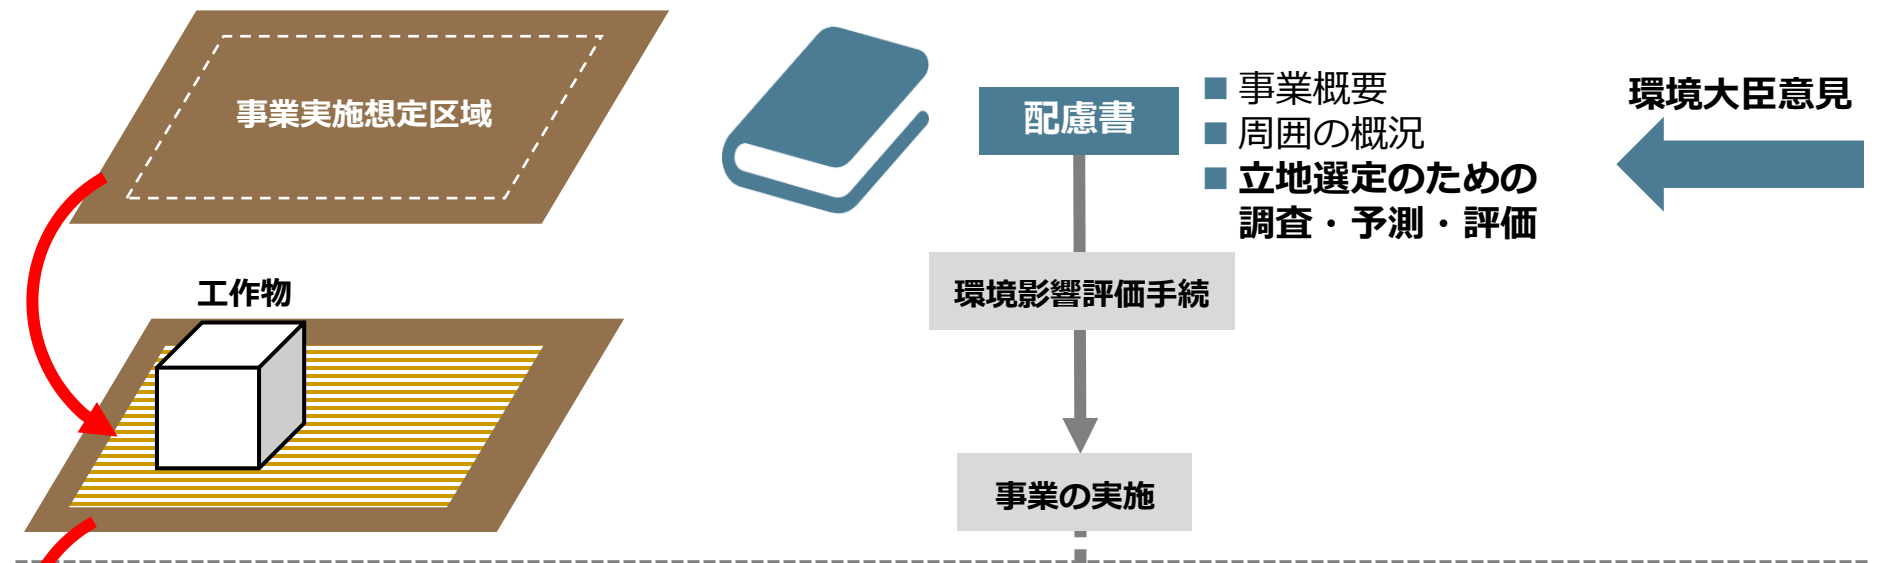 事業実施想定区域
配慮書
■ 事業概要
■ 周囲の概況
■ 立地選定のための
調査・予測・評価
環境大臣意見
工作物
環境影響評価手続
事業の実施